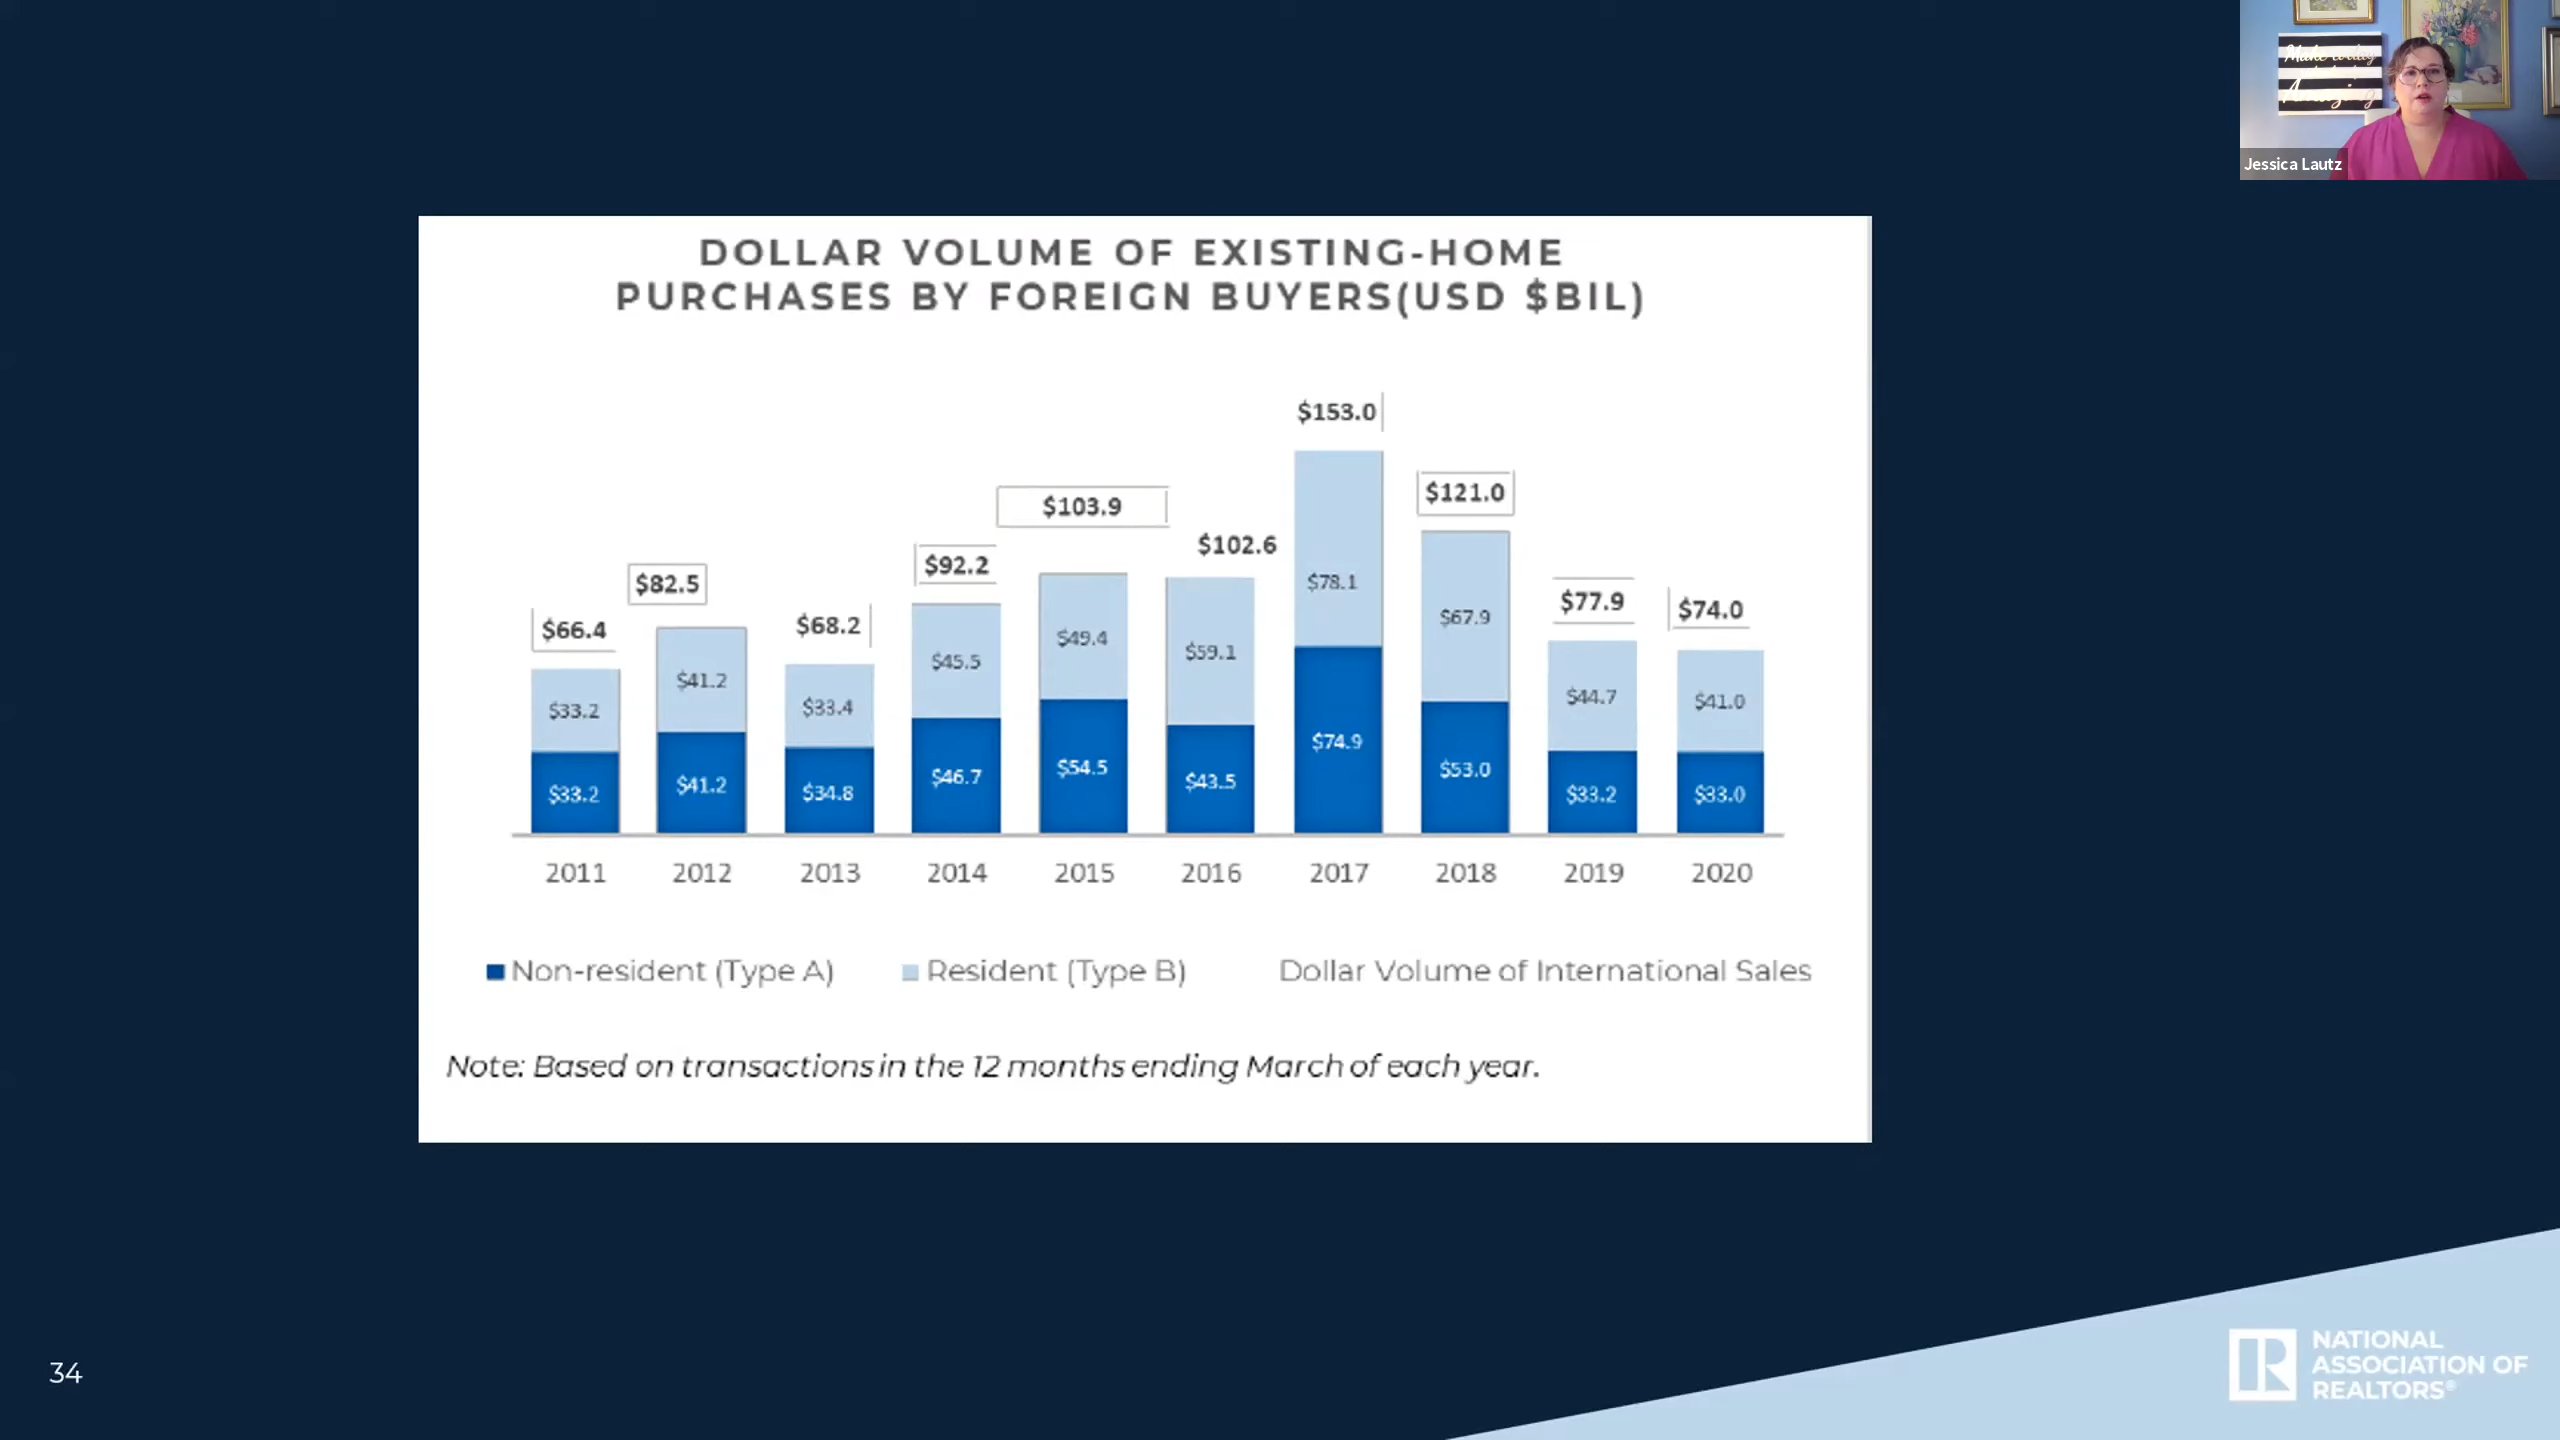 Make today
Amazing
Jessica Lautz
DOLLAR VOLUME OF EXISTING-HOME
PURCHASES BY FOREIGN BUYERS(USD $BIL)
$153.0
$121.0
$103.9
$102.6
$92.2
$82.5
$77.9
$74.0
$66.4
$68.2
$33.2
$41.2
$33.4
$45.5
$49.4
$59.1
$78.1
$67.9
$44.7
$41.0
$33.2
$41.2
$34.8
$46.7
$54.5
$43.5
$74.9
$53.0
$33.2
$33.0
2011 2012 2013 2014 2015 2016 2017 2018 2019 2020
Non-resident (Type A) Resident (Type B) Dollar Volume of International Sales
Note: Based on transactions in the 12 months ending March of each year.
34
NATIONAL
ASSOCIATION OF
REALTORS®